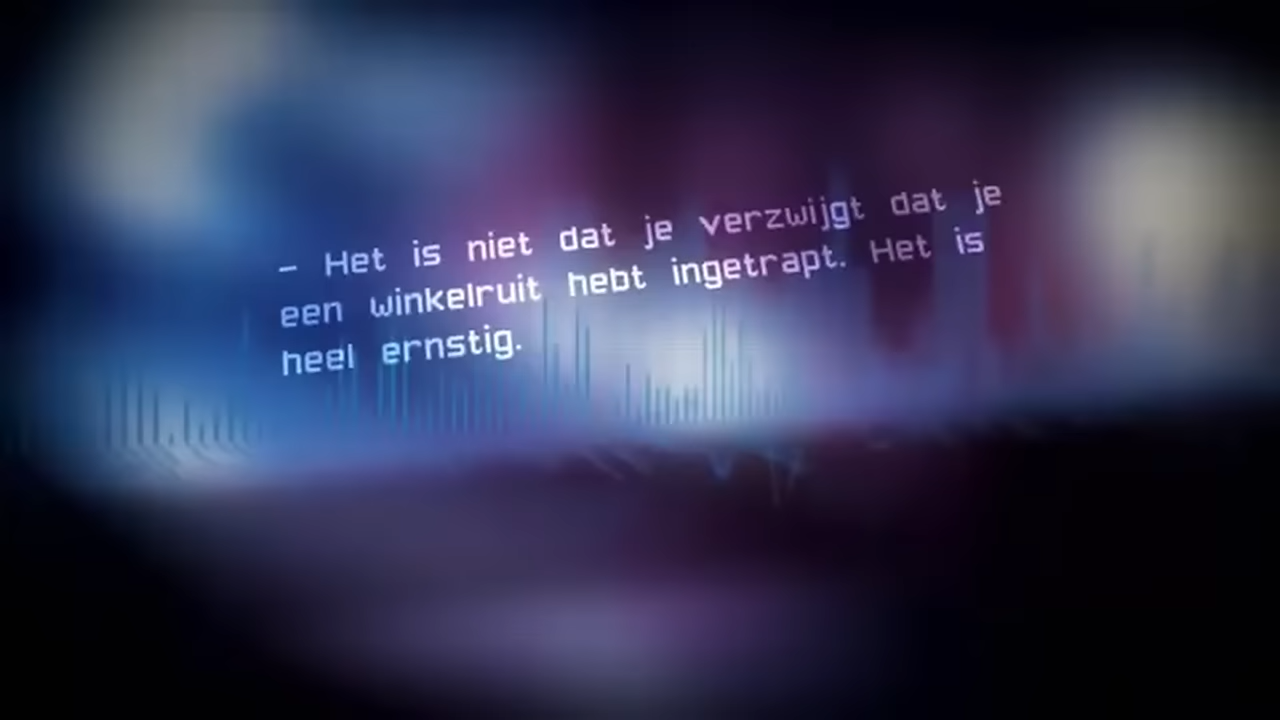 - Het is niet dat je verzwijgt dat je
een winkelruit hebt ingetrapt. Het is
heel ernstig.